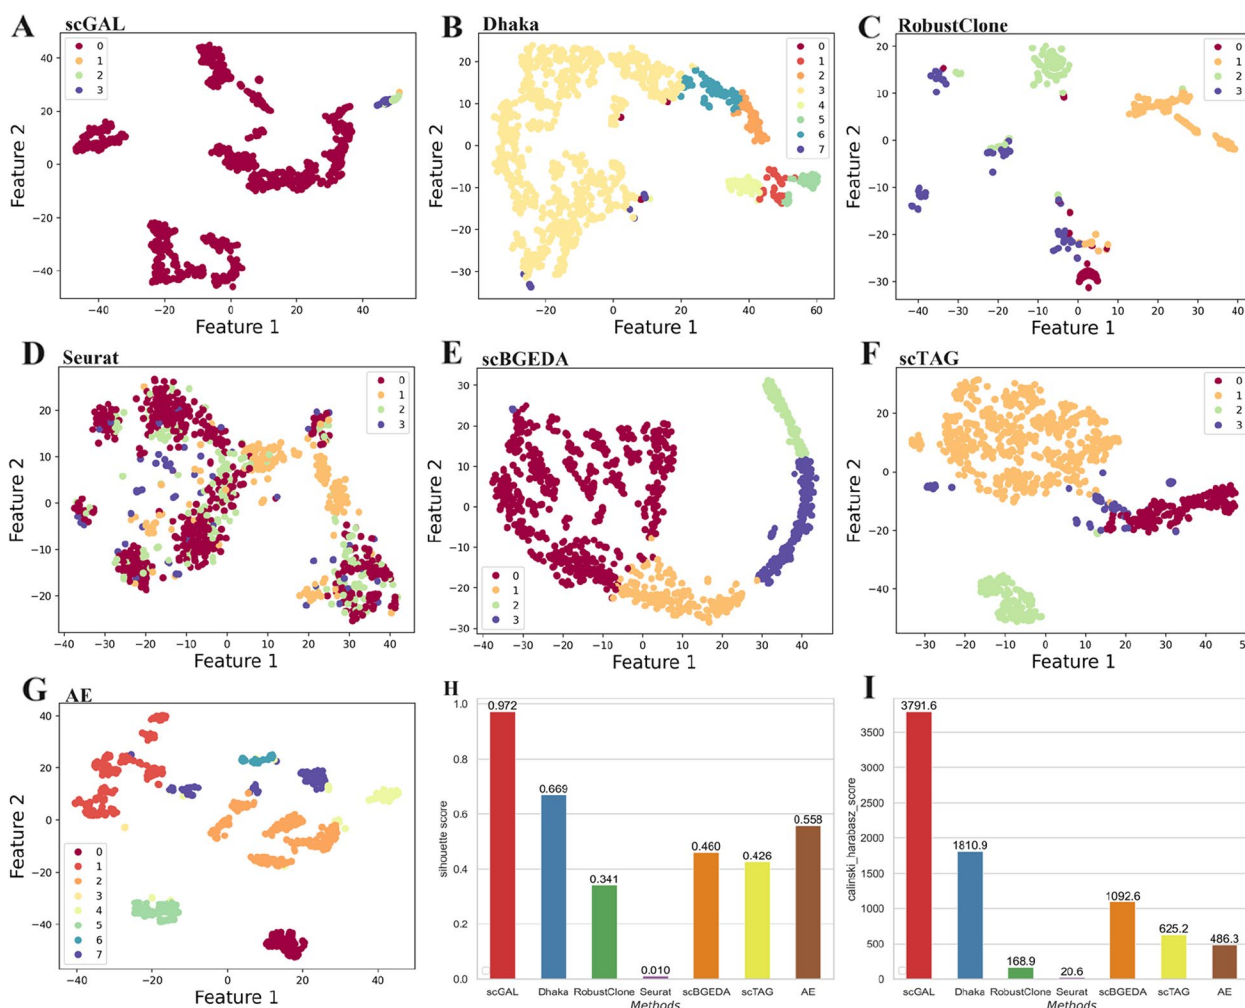 A scGAL
0
1
2
3
40
20
0
−20
−40
−40 −20 0 20 40
Feature 1
Feature 2
B Dhaka
0
1
2
3
4
5
6
7
20
10
0
−10
−20
−30
−20 0 20 40 60
Feature 1
Feature 2
C RobustClone
0
1
2
3
20
10
0
−10
−20
−30
−40 −30 −20 −10 0 10 20 30 40
Feature 1
Feature 2
D Seurat
0
1
2
3
20
10
0
−10
−20
−40 −30 −20 −10 0 10 20 30 40
Feature 1
Feature 2
E scBGEDA
0
1
2
3
30
20
10
0
−10
−20
−30
−40 −30 −20 −10 0 10 20 30 40
Feature 1
Feature 2
F scTAG
0
1
2
3
20
0
−20
−40
−30 −20 −10 0 10 20 30 40 50
Feature 1
Feature 2
G AE
0
1
2
3
4
5
6
7
40
20
0
−20
−40
−40 −20 0 20 40
Feature 1
Feature 2
H
1.0
0.8
0.6
0.4
0.2
0.0
sihouette score
0.972
0.669
0.341
0.010
0.460
0.426
0.558
scGAL Dhaka RobustClone Seurat scBGEDA scTAG AE
Methods
I
3500
3000
2500
2000
1500
1000
500
0
calinski_harabasz_score
3791.6
1810.9
168.9
20.6
1092.6
625.2
486.3
scGAL Dhaka RobustClone Seurat scBGEDA scTAG AE
Methods